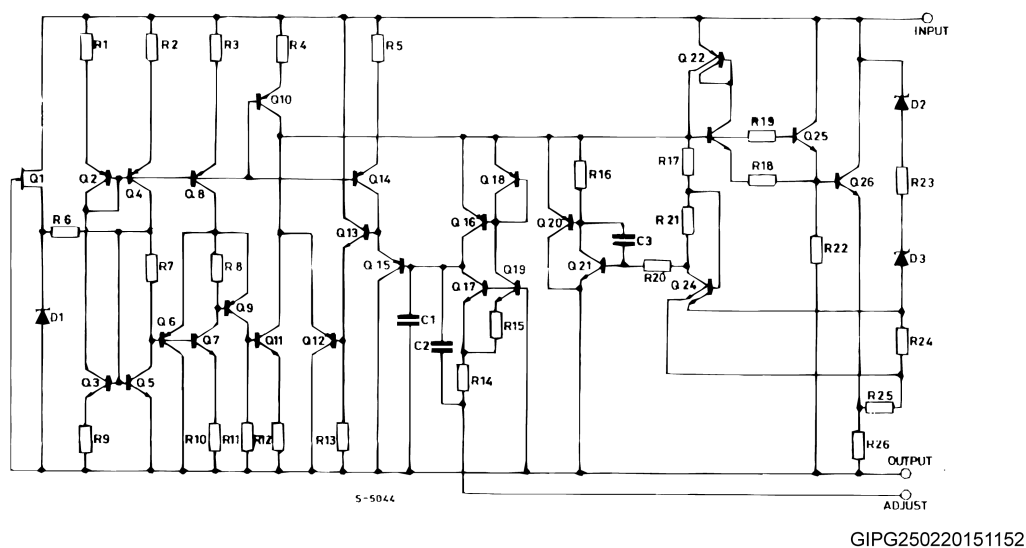 R1 R2 R3 R4 R5
INPUT
Q22
Q10
D2
R19 Q25
R17 R18
Q1 Q2 Q4 Q8 Q14 Q18 R16 Q26 R23
R6 Q13 Q16 Q20 R21
C3 R22
R7 R8 Q15 Q19 Q21 R20 D3
Q17 Q24
D1 Q6 Q9 C1 R15
Q7 Q11 Q12 C2 R24
Q3 Q5 R14
R25
R9 R10 R11 R12 R13 R26
OUTPUT
S-5044
ADJUST
GIPG250220151152